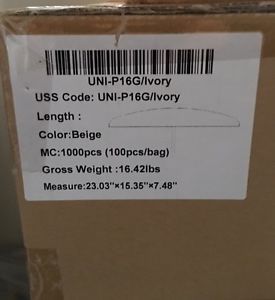 UNI-P16G/Ivory
USS Code: UNI-P16G/Ivory
Length :
Color:Beige
MC:1000pcs (100pcs/bag)
Gross Weight :16.42lbs
Measure:23.03"×15.35"×7.48"